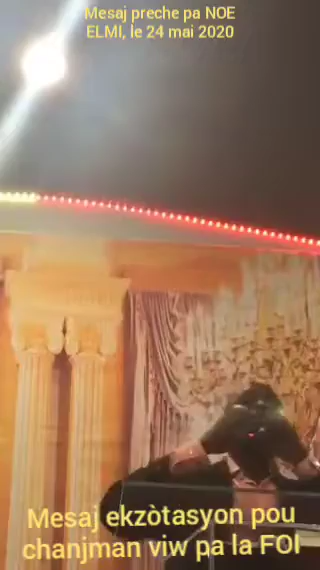 Mesaj preche pa NOE
ELMI, le 24 mai 2020
Mesaj ekzòtasyon pou
chanjman viw pa la FOI